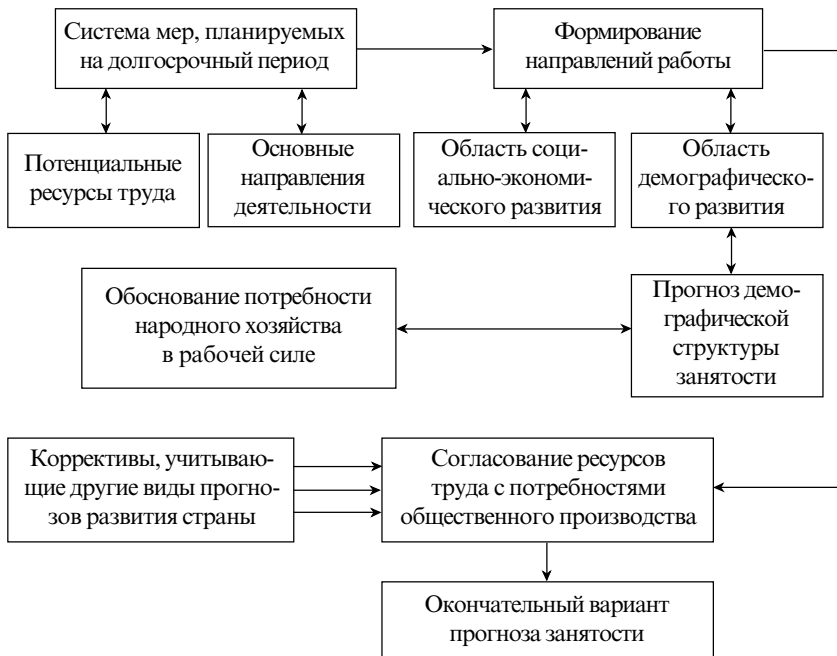 Система мер, планируемых
на долгосрочный период
Формирование
направлений работы
Потенциальные
ресурсы труда
Основные
направления
деятельности
Область соци-
ально-экономи-
ческого развития
Область
демографическо-
го развития
Обоснование потребности
народного хозяйства
в рабочей силе
Прогноз демо-
графической
структуры
занятости
Коррективы, учитываю-
щие другие виды прогно-
зов развития страны
Согласование ресурсов
труда с потребностями
общественного производства
Окончательный вариант
прогноза занятости